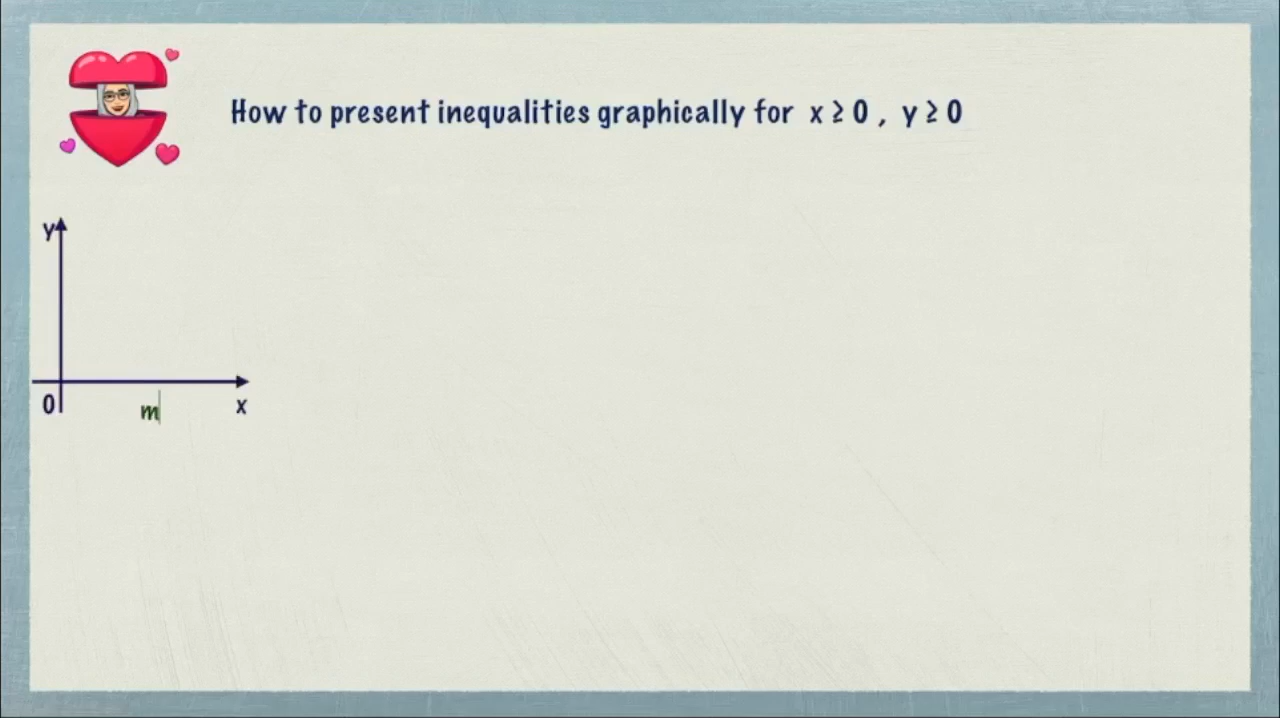 How to present inequalities graphically for x ≥ 0 , y ≥ 0
y
0
m
x